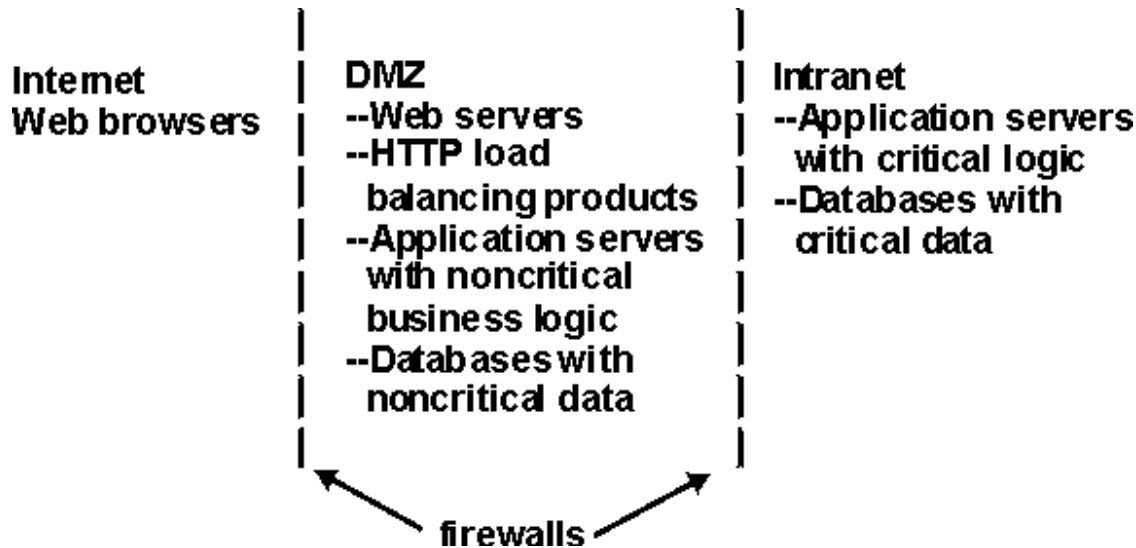 Internet
Web browsers
DMZ
--Web servers
--HTTP load
balancing products
--Application servers
with noncritical
business logic
--Databases with
noncritical data
Intranet
--Application servers
with critical logic
--Databases with
critical data
firewalls